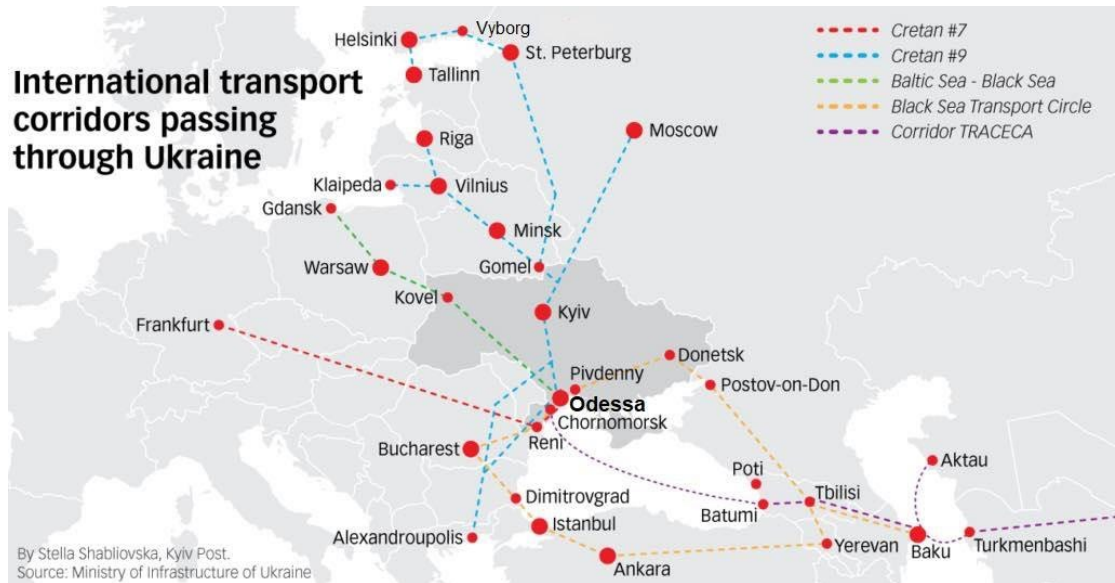 International transport
corridors passing
through Ukraine
Cretan #7
Cretan #9
Baltic Sea - Black Sea
Black Sea Transport Circle
Corridor TRACECA
Helsinki
Vyborg
St. Peterburg
Tallinn
Riga
Moscow
Klaipeda
Vilnius
Gdansk
Minsk
Warsaw
Gomel
Kovel
Kyiv
Frankfurt
Donetsk
Pivdenny
Postov-on-Don
Odessa
Chornomorsk
Reni
Bucharest
Poti
Aktau
Tbilisi
Dimitrovgrad
Batumi
Istanbul
Alexandroupolis
Yerevan
Baku
Turkmenbashi
Ankara
By Stella Shabliovska, Kyiv Post.
Source: Ministry of Infrastructure of Ukraine